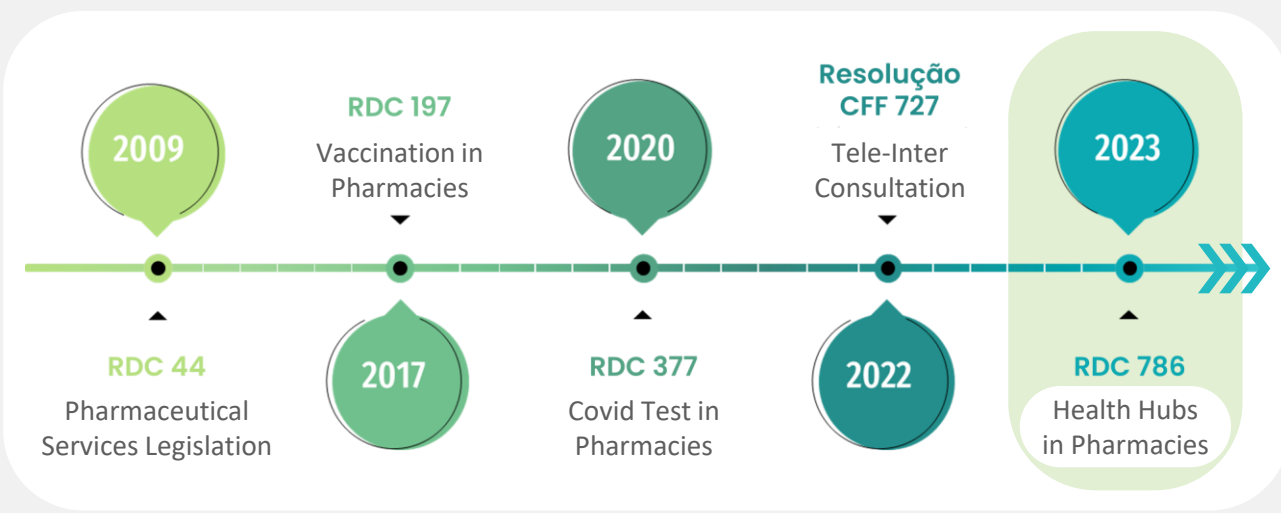 2009
RDC 44
Pharmaceutical
Services Legislation
RDC 197
Vaccination in
Pharmacies
2017
2020
RDC 377
Covid Test in
Pharmacies
Resolução
CFF 727
Tele-Inter
Consultation
2022
2023
RDC 786
Health Hubs
in Pharmacies